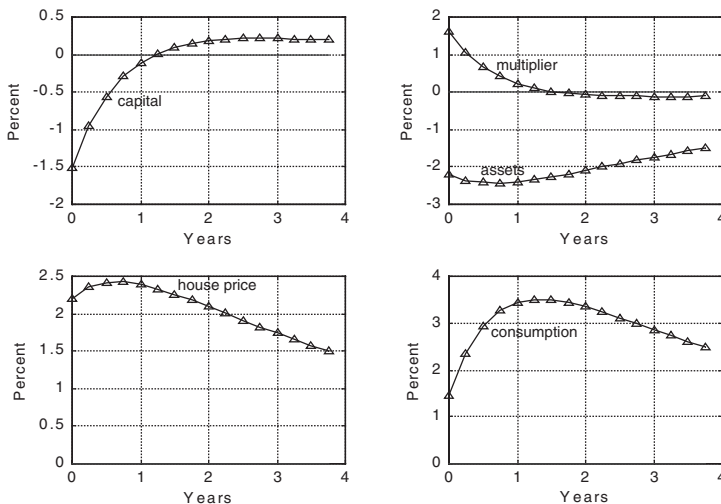 0.5
0
-0.5
-1
-1.5
-2
Percent
capital
0 1 2 3 4
Years
2
1
0
-1
-2
-3
Percent
multiplier
assets
0 1 2 3 4
Years
2.5
2
1.5
1
0.5
0
Percent
house price
0 1 2 3 4
Years
4
3
2
1
0
Percent
consumption
0 1 2 3 4
Years